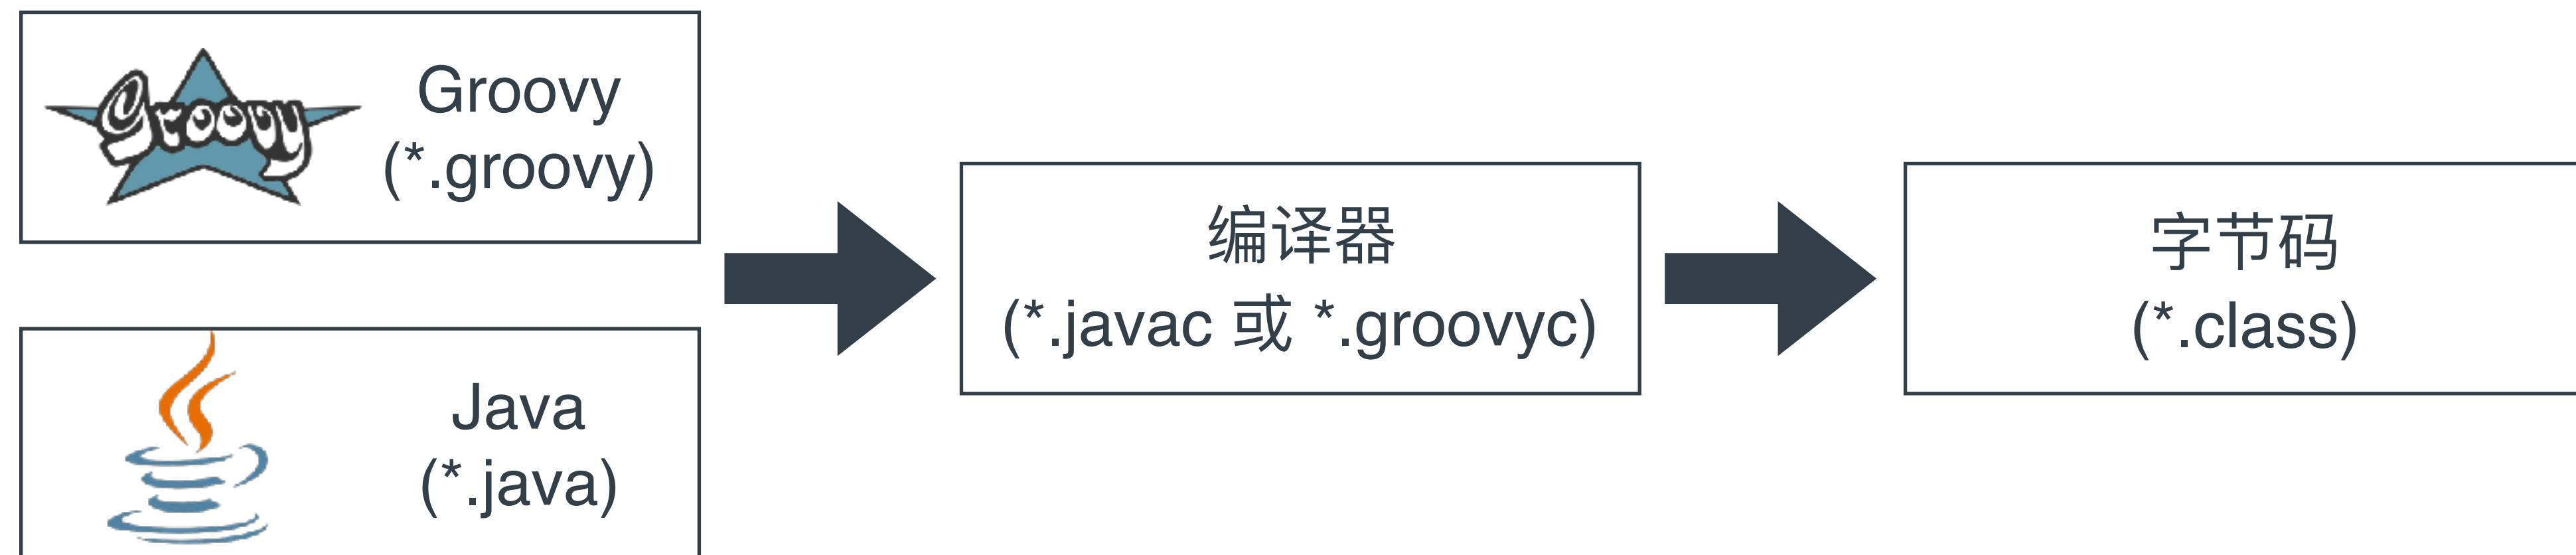 Groovy
Groovy
(*.groovy)
Java
(*.java)
编译器
(*.javac 或 *.groovyc)
字节码
(*.class)